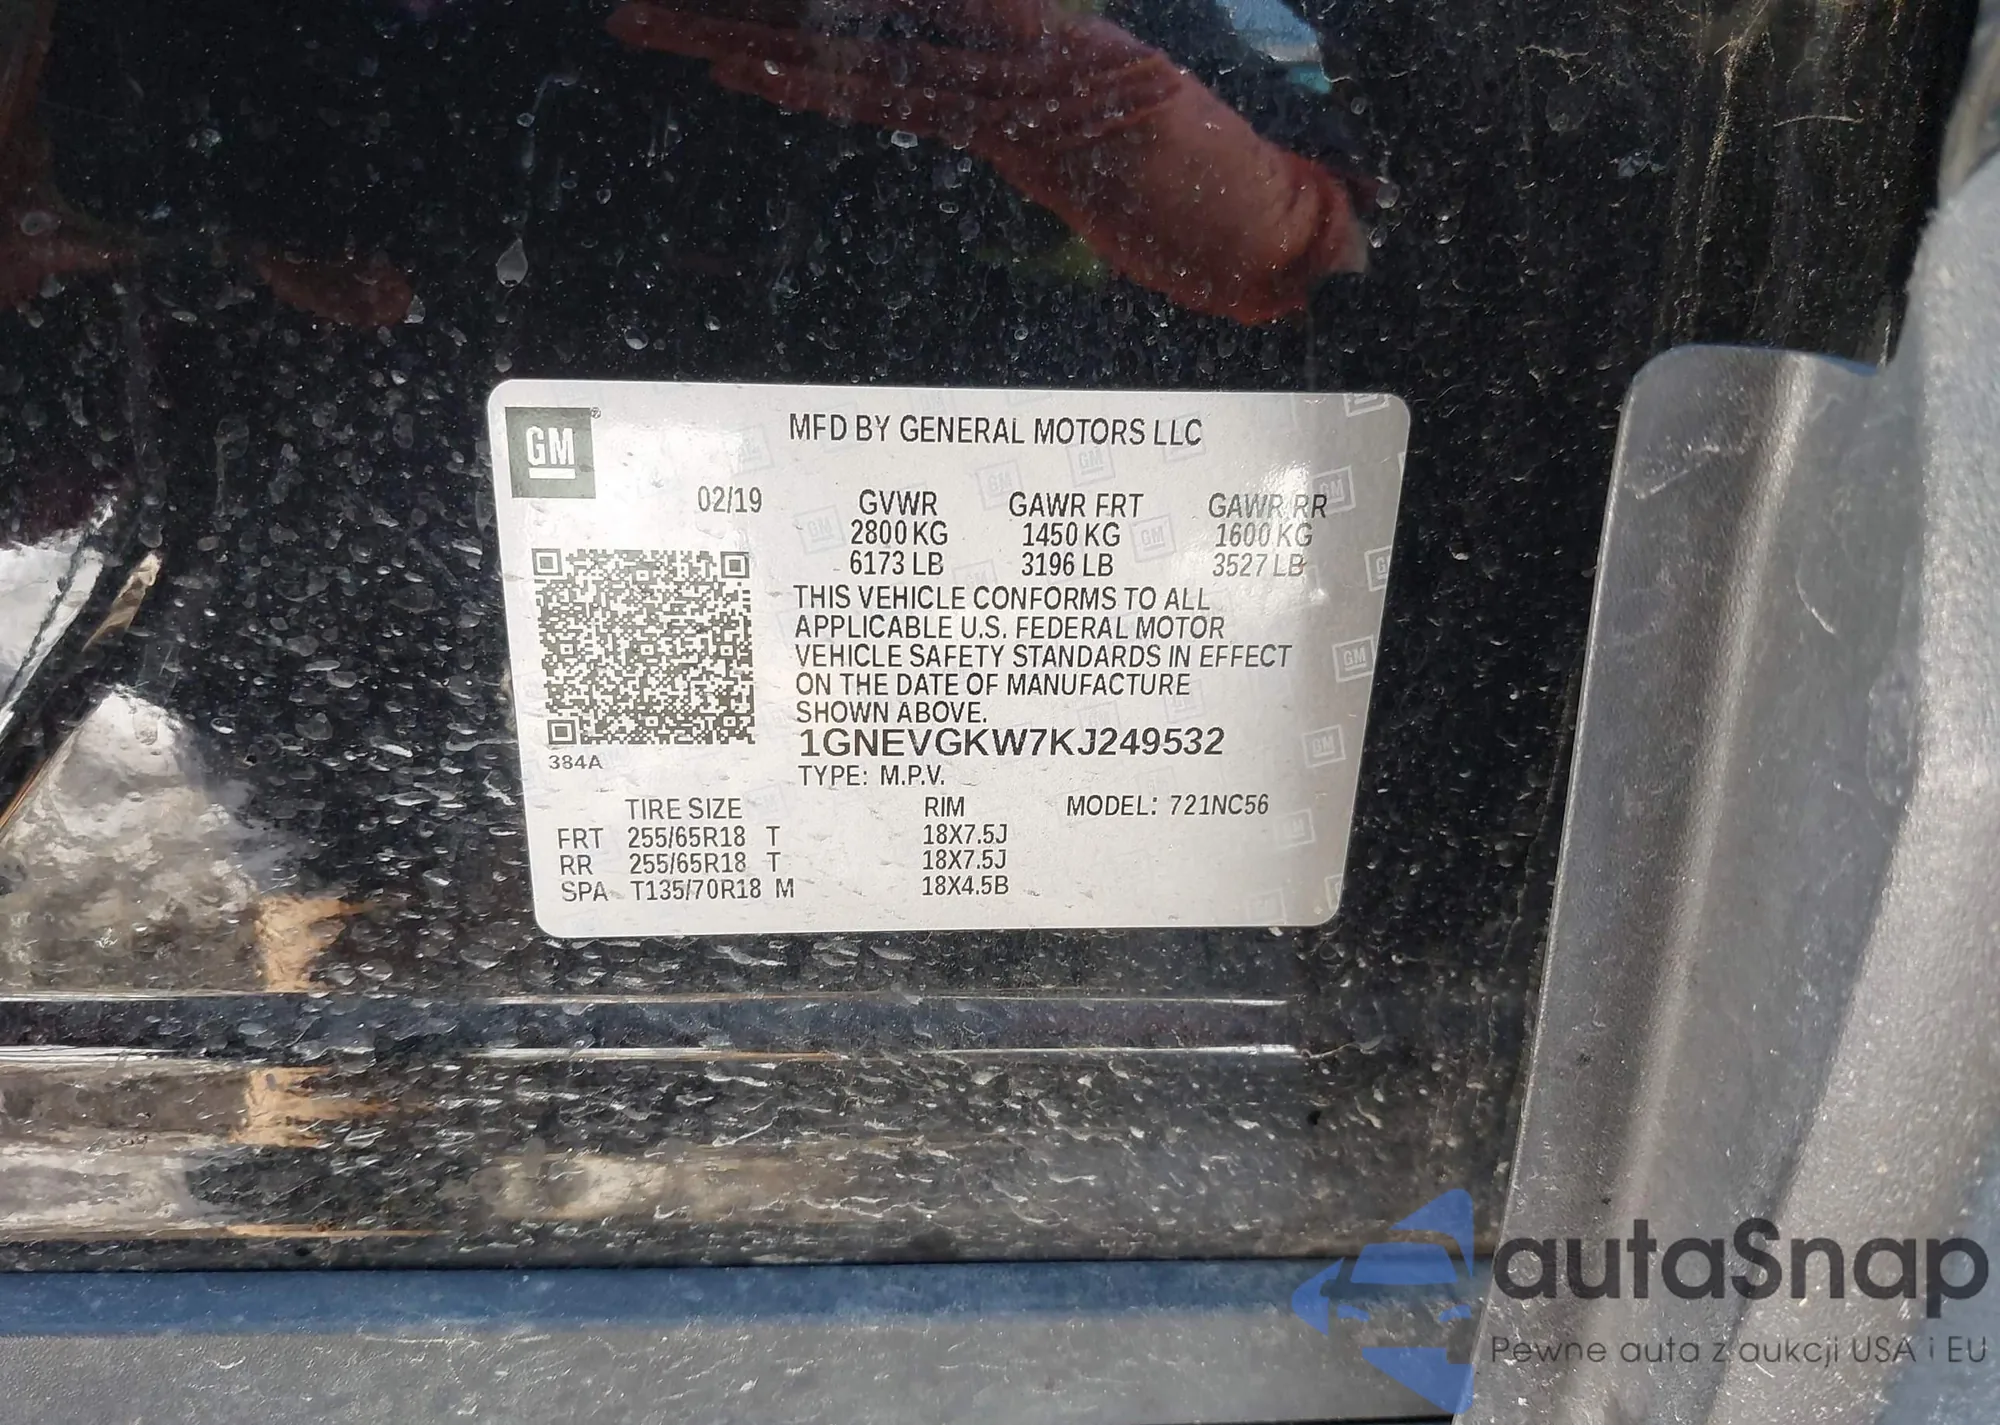 GM
MFD BY GENERAL MOTORS LLC
02/19 GVWR GAWR FRT GAWR RR
2800 KG 1450 KG 1600 KG
6173 LB 3196 LB 3527 LB
THIS VEHICLE CONFORMS TO ALL
APPLICABLE U.S. FEDERAL MOTOR
VEHICLE SAFETY STANDARDS IN EFFECT
ON THE DATE OF MANUFACTURE
SHOWN ABOVE.
1GNEVGKW7KJ249532
384A
TYPE: M.P.V.
TIRE SIZE RIM MODEL: 721NC56
FRT 255/65R18 T 18X7.5J
RR 255/65R18 T 18X7.5J
SPA T135/70R18 M 18X4.5B
autaSnap
Pewne auta z aukcji USA i EU